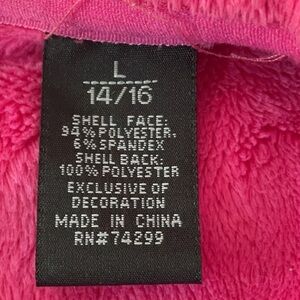 L
14/16
SHELL FACE:
94% POLYESTER,
6% SPANDEX
SHELL BACK:
100% POLYESTER
EXCLUSIVE OF
DECORATION
MADE IN CHINA
RN#74299